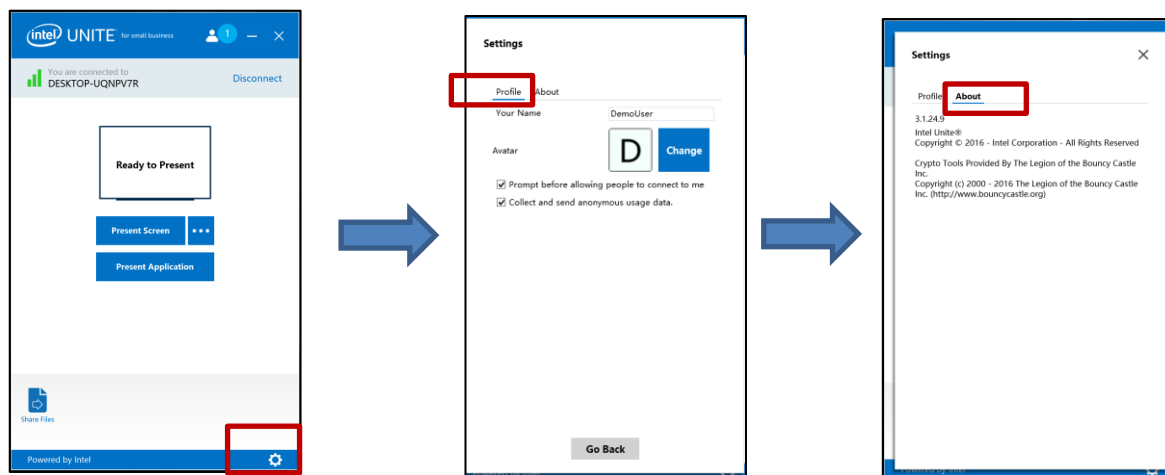 intel UNITE for small business 1
You are connected to
DESKTOP-UQNPV7R
Disconnect
Ready to Present
Present Screen
Present Application
Share Files
Powered by Intel
Settings
Profile About
Your Name DemoUser
Avatar D Change
Prompt before allowing people to connect to me
Collect and send anonymous usage data.
Go Back
Settings
Profile About
3.1.24.9
Intel Unite®
Copyright © 2016 - Intel Corporation - All Rights Reserved
Crypto Tools Provided By The Legion of the Bouncy Castle
Inc.
Copyright (c) 2000 - 2016 The Legion of the Bouncy Castle
Inc. (http://www.bouncycastle.org)
Powered by Intel